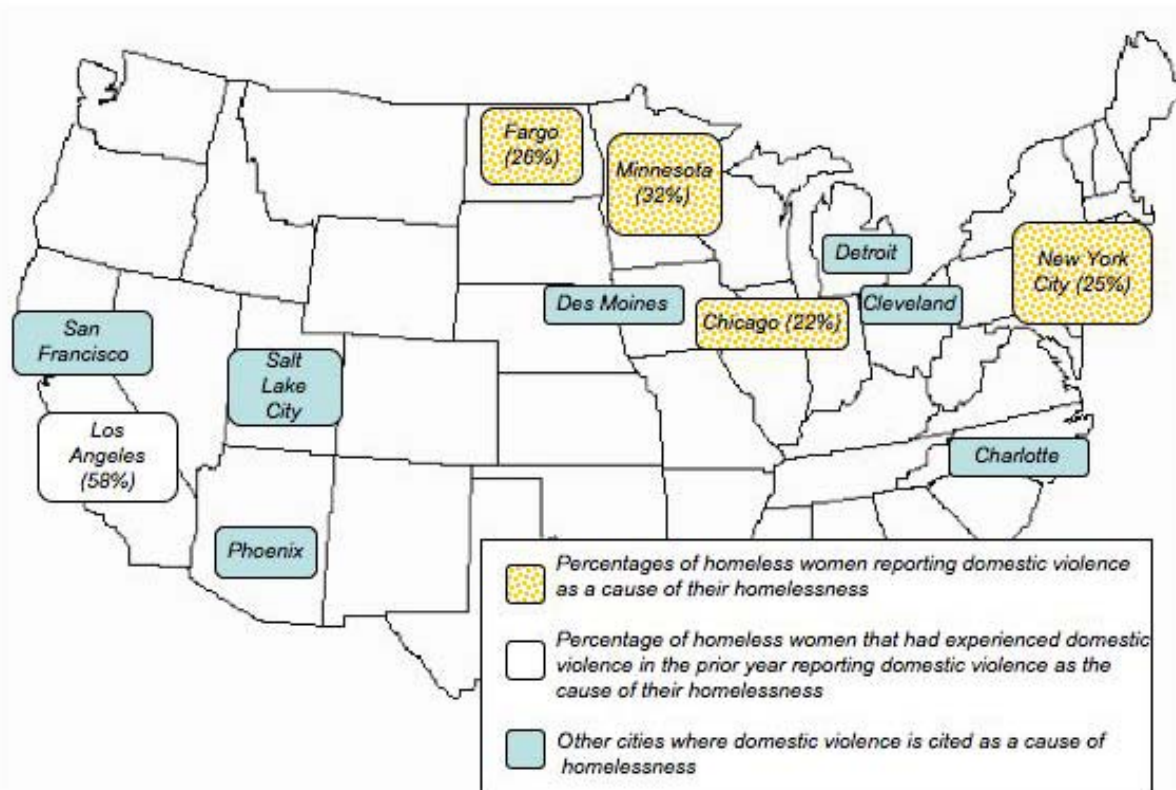 Fargo
(26%)
Minnesota
(32%)
Detroit
New York
City (25%)
Des Moines
Cleveland
Chicago (22%)
San
Francisco
Salt
Lake
City
Los
Angeles
(58%)
Charlotte
Phoenix
Percentages of homeless women reporting domestic violence
as a cause of their homelessness
Percentage of homeless women that had experienced domestic
violence in the prior year reporting domestic violence as the
cause of their homelessness
Other cities where domestic violence is cited as a cause of
homelessness